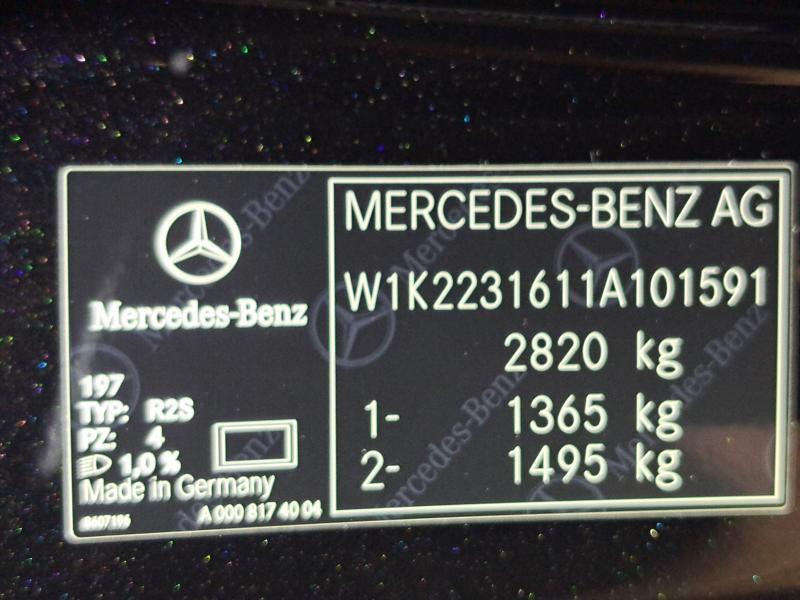 Mercedes-Benz
197
TYP: R2S
PZ: 4
1,0 %
Made in Germany
A 000 817 40 04
MERCEDES-BENZ AG
W1K2231611A101591
2820 kg
1- 1365 kg
2- 1495 kg